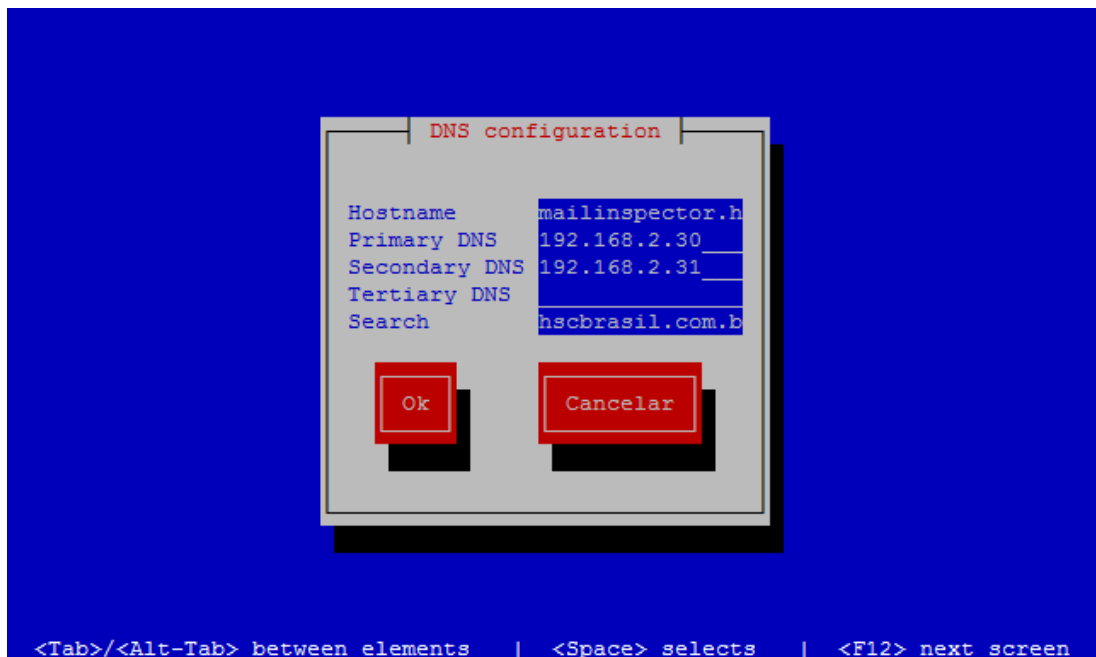 DNS configuration
Hostname mailinspector.h
Primary DNS 192.168.2.30
Secondary DNS 192.168.2.31
Tertiary DNS
Search hscbrasil.com.b
Ok Cancelar
<Tab>/<Alt-Tab> between elements | <Space> selects | <F12> next screen